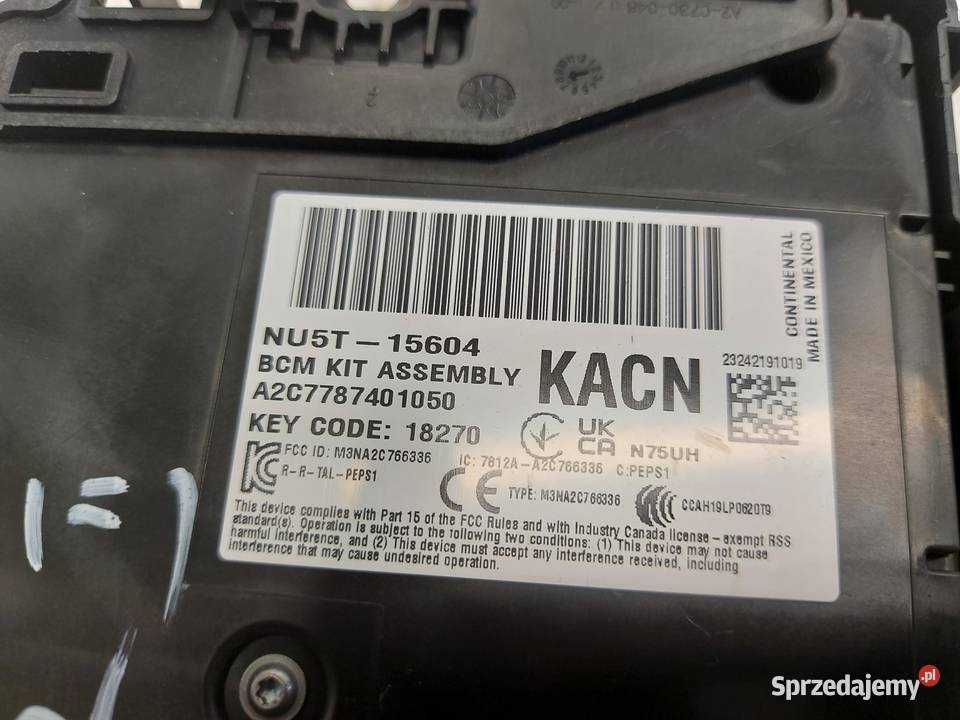 NU5T-15604
BCM KIT ASSEMBLY
A2C7787401050
KEY CODE: 18270
KACN
CONTINENTAL
MADE IN MEXICO
23242191019
UK
CA
N75UH
FCC ID: M3NA2C766336
IC: 7812A-A2C766336 C:PEPS1
R-R-TAL-PEPS1
CE
TYPE: M3NA2C766336
CCAH19LP0620T9
This device complies with Part 15 of the FCC Rules and with Industry Canada license-exempt RSS
standard(s). Operation is subject to the following two conditions: (1) This device may not cause
harmful interference, and (2) This device must accept any interference received, including
interference that may cause undesired operation.
Sprzedajemy.pl